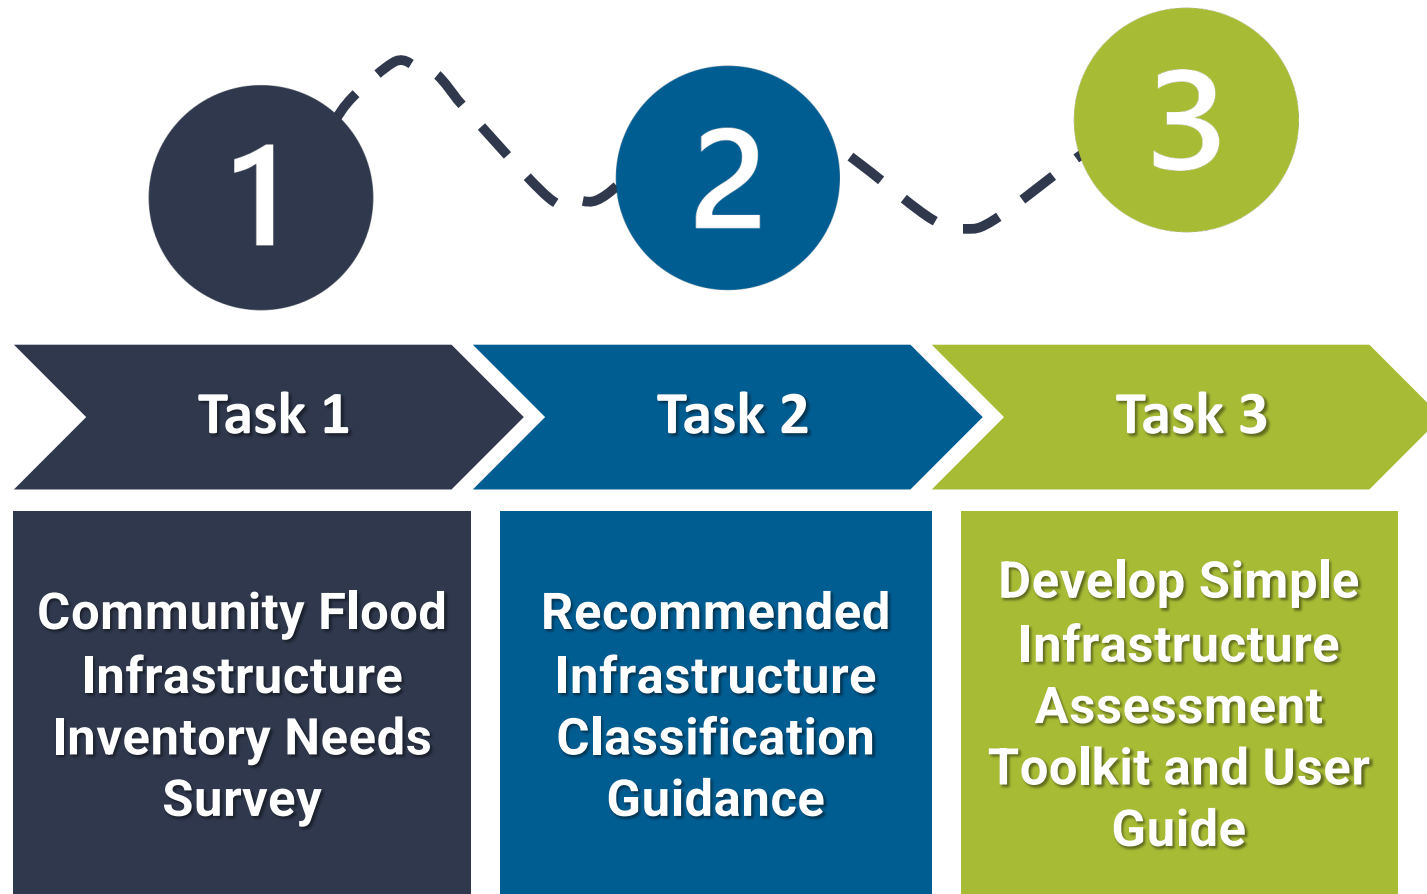 1
2
3
Task 1
Task 2
Task 3
Community Flood
Infrastructure
Inventory Needs
Survey
Recommended
Infrastructure
Classification
Guidance
Develop Simple
Infrastructure
Assessment
Toolkit and User
Guide